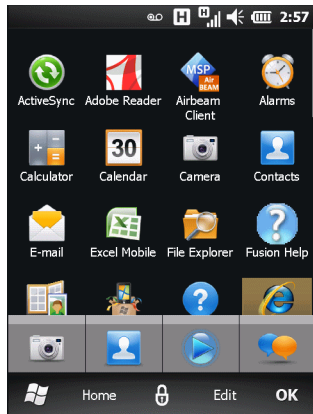 H H 2:57
ActiveSync Adobe Reader Airbeam Client Alarms
MSP
Air
BEAM
30
Calculator Calendar Camera Contacts
E-mail Excel Mobile File Explorer Fusion Help
Home Edit OK